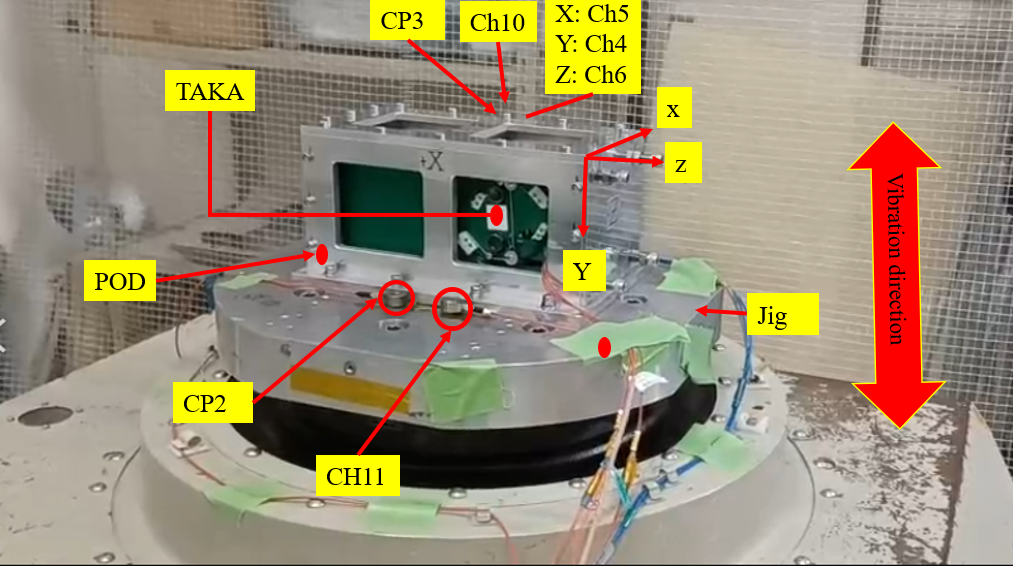 CP3
Ch10
X: Ch5
Y: Ch4
Z: Ch6
TAKA
x
z
+X
Vibration direction
Y
POD
Jig
CP2
CH11